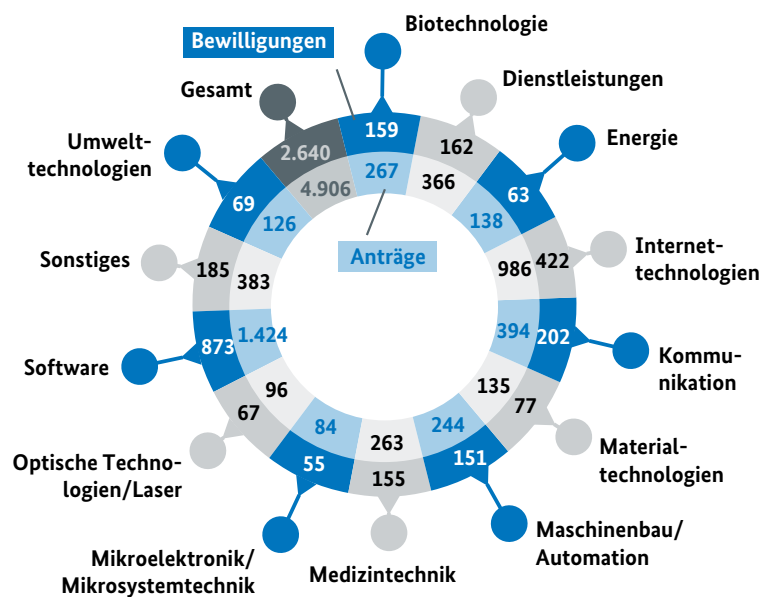 Bewilligungen
Anträge
Biotechnologie
159
267
Dienstleistungen
162
366
Energie
63
138
Internet-
technologien
422
986
Kommu-
nikation
202
394
Material-
technologien
77
135
Maschinenbau/
Automation
151
244
Medizintechnik
155
263
Mikroelektronik/
Mikrosystemtechnik
55
84
Optische Techno-
logien/Laser
67
96
Software
873
1.424
Sonstiges
185
383
Umwelt-
technologien
69
126
Gesamt
2.640
4.906